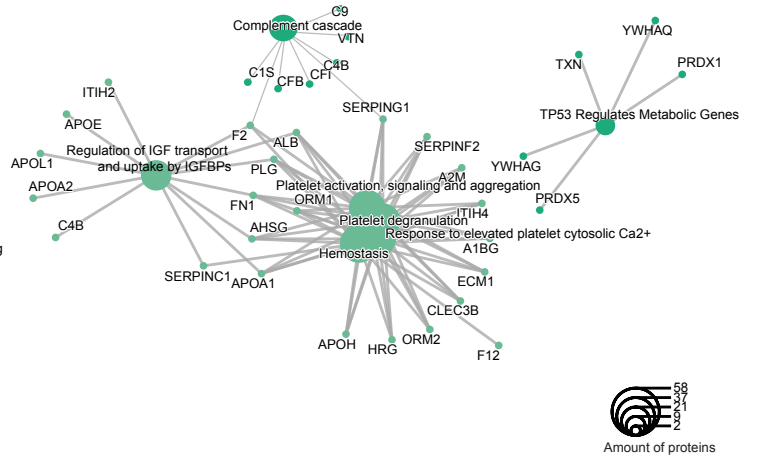 C9
Complement cascade
VTN
C4B
C1S
CFI
CFB
YWHAQ
TXN
PRDX1
TP53 Regulates Metabolic Genes
YWHAG
PRDX5
ITIH2
APOE
SERPING1
F2
ALB
SERPINF2
Regulation of IGF transport
and uptake by IGFBPs
APOL1
APOA2
C4B
PLG
A2M
Platelet activation, signaling and aggregation
FN1
ORM1
ITIH4
Platelet degranulation
AHSG
Response to elevated platelet cytosolic Ca2+
A1BG
Hemostasis
SERPINC1
APOA1
ECM1
CLEC3B
APOH
HRG
ORM2
F12
g
58
37
21
9
2
Amount of proteins